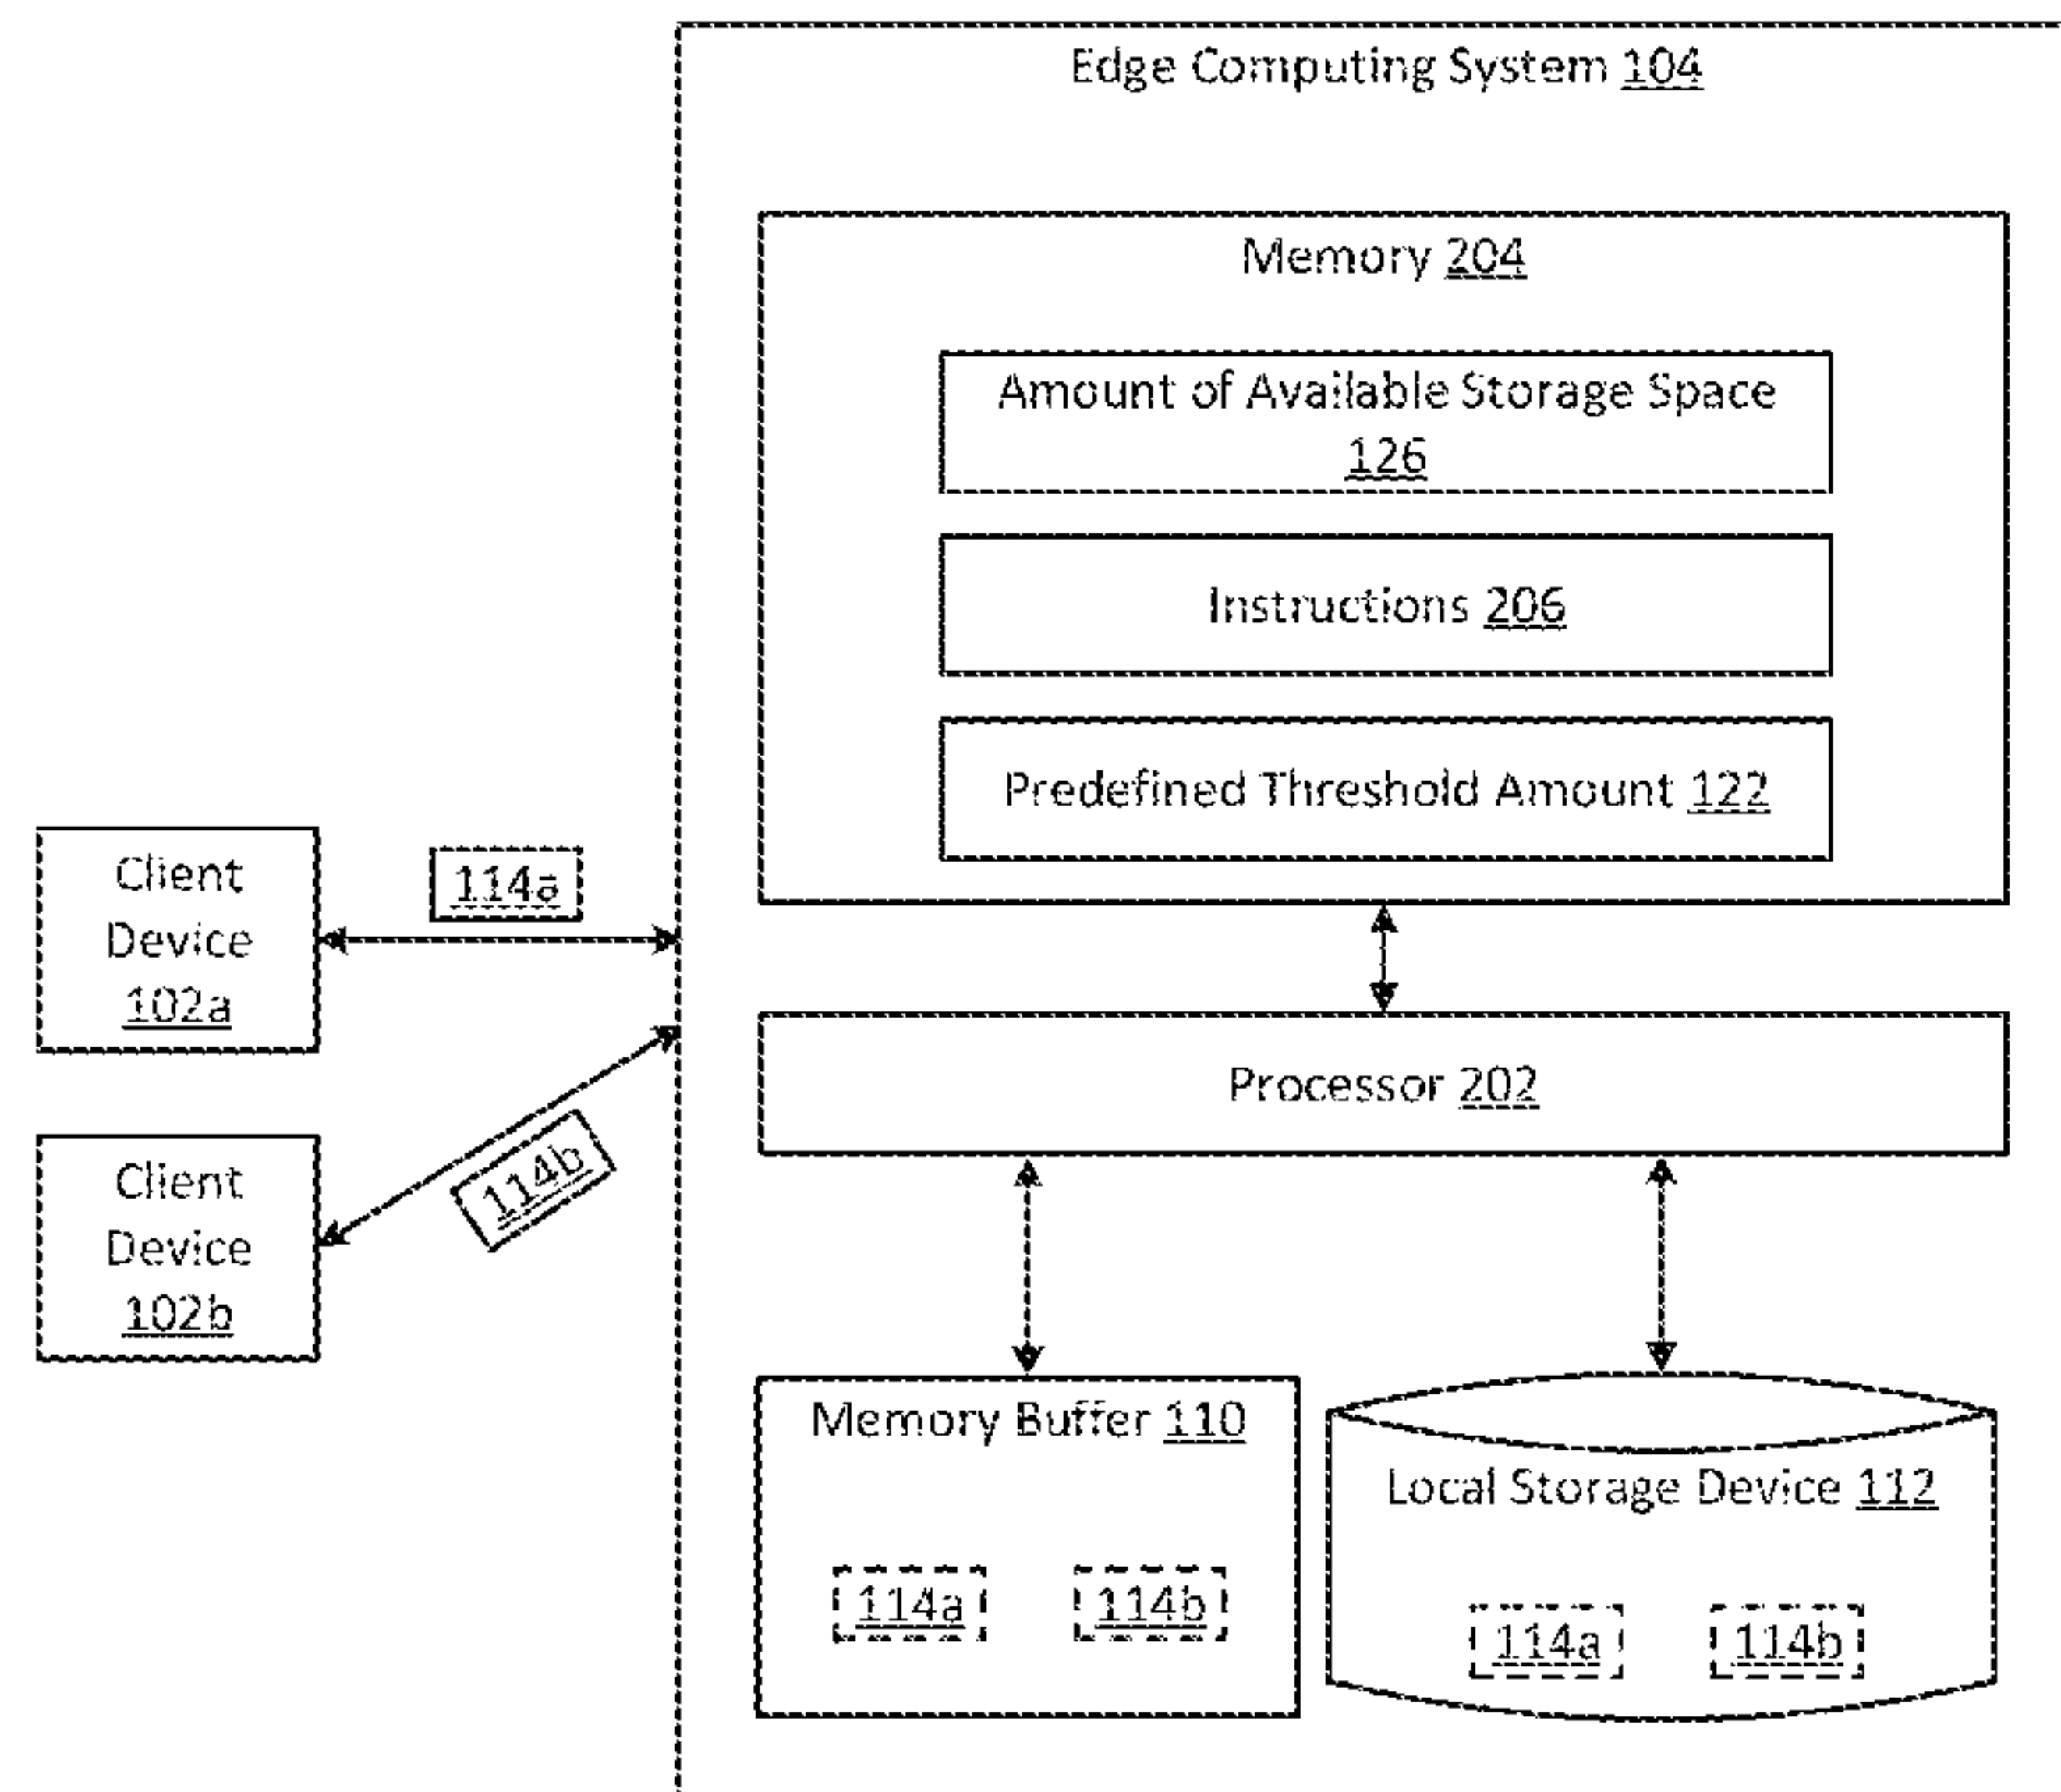 Edge Computing System 104
Memory 204
Amount of Available Storage Space
126
Instructions 206
Predefined Threshold Amount 122
Client
Device
102a
114a
Processor 202
Client
Device
102b
114b
Memory Buffer 110
114a
114b
Local Storage Device 112
114a
114b